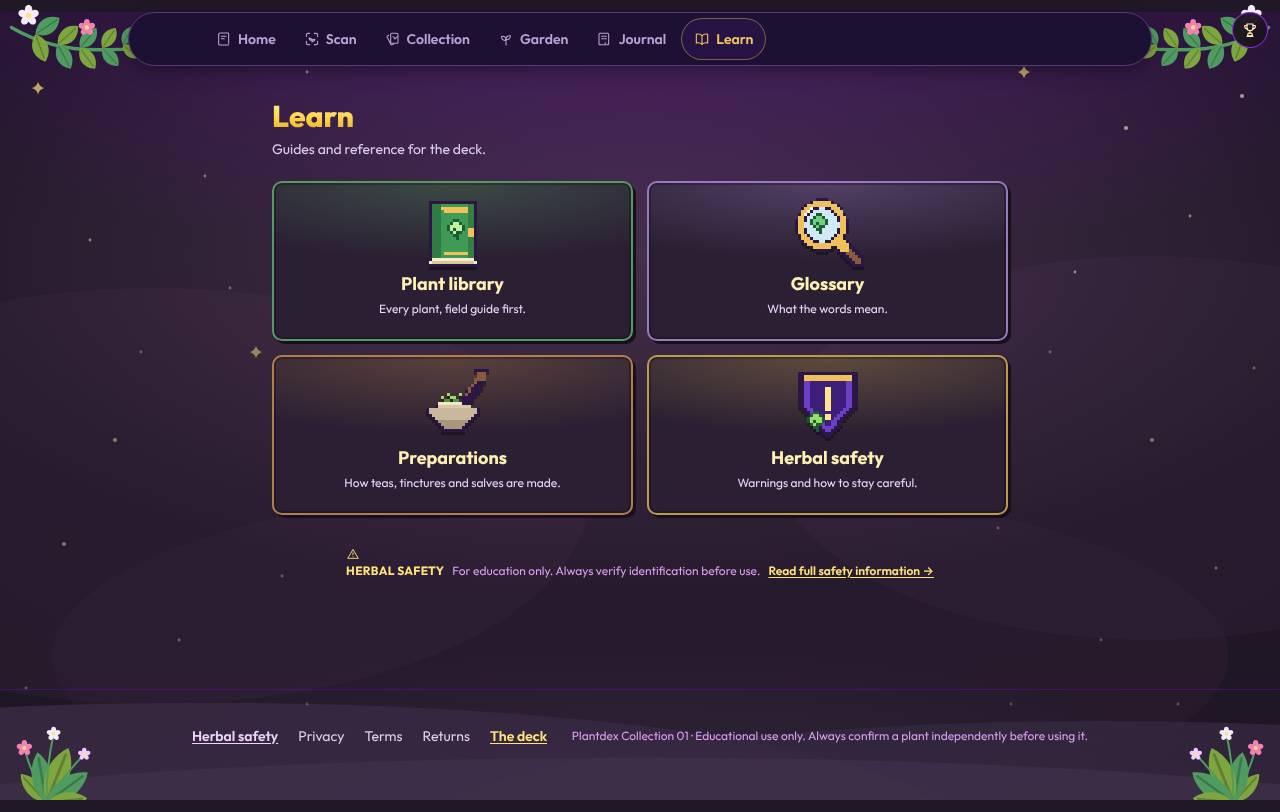 Home Scan Collection Garden Journal Learn
Learn
Guides and reference for the deck.
Plant library
Every plant, field guide first.
Glossary
What the words mean.
Preparations
How teas, tinctures and salves are made.
Herbal safety
Warnings and how to stay careful.
HERBAL SAFETY For education only. Always verify identification before use. Read full safety information →
Herbal safety Privacy Terms Returns The deck Plantdex Collection 01 · Educational use only. Always confirm a plant independently before using it.